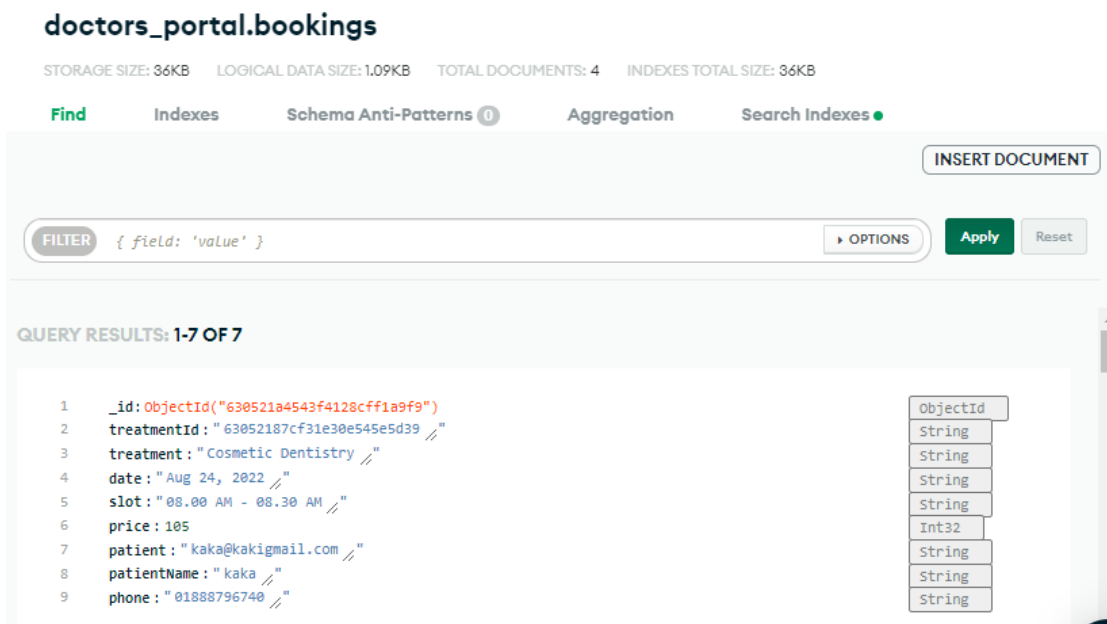 doctors_portal.bookings
STORAGE SIZE: 36KB LOGICAL DATA SIZE: 1.09KB TOTAL DOCUMENTS: 4 INDEXES TOTAL SIZE: 36KB
Find Indexes Schema Anti-Patterns 0 Aggregation Search Indexes
INSERT DOCUMENT
FILTER { field: 'value' } OPTIONS Apply Reset
QUERY RESULTS: 1-7 OF 7
1 _id: ObjectId("630521a4543f4128cff1a9f9") ObjectId
2 treatmentId : "63052187cf31e30e545e5d39" String
3 treatment : "Cosmetic Dentistry" String
4 date : "Aug 24, 2022" String
5 slot : "08.00 AM - 08.30 AM" String
6 price : 105 Int32
7 patient : "kaka@kakigmail.com" String
8 patientName : "kaka" String
9 phone : "01888796740" String